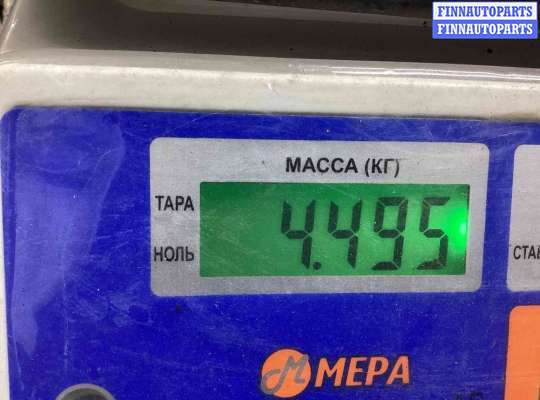 FINNAUTOPARTS
FINNAUTOPARTS
МАССА (КГ)
ТАРА
4.495
НОЛЬ
МЕРА